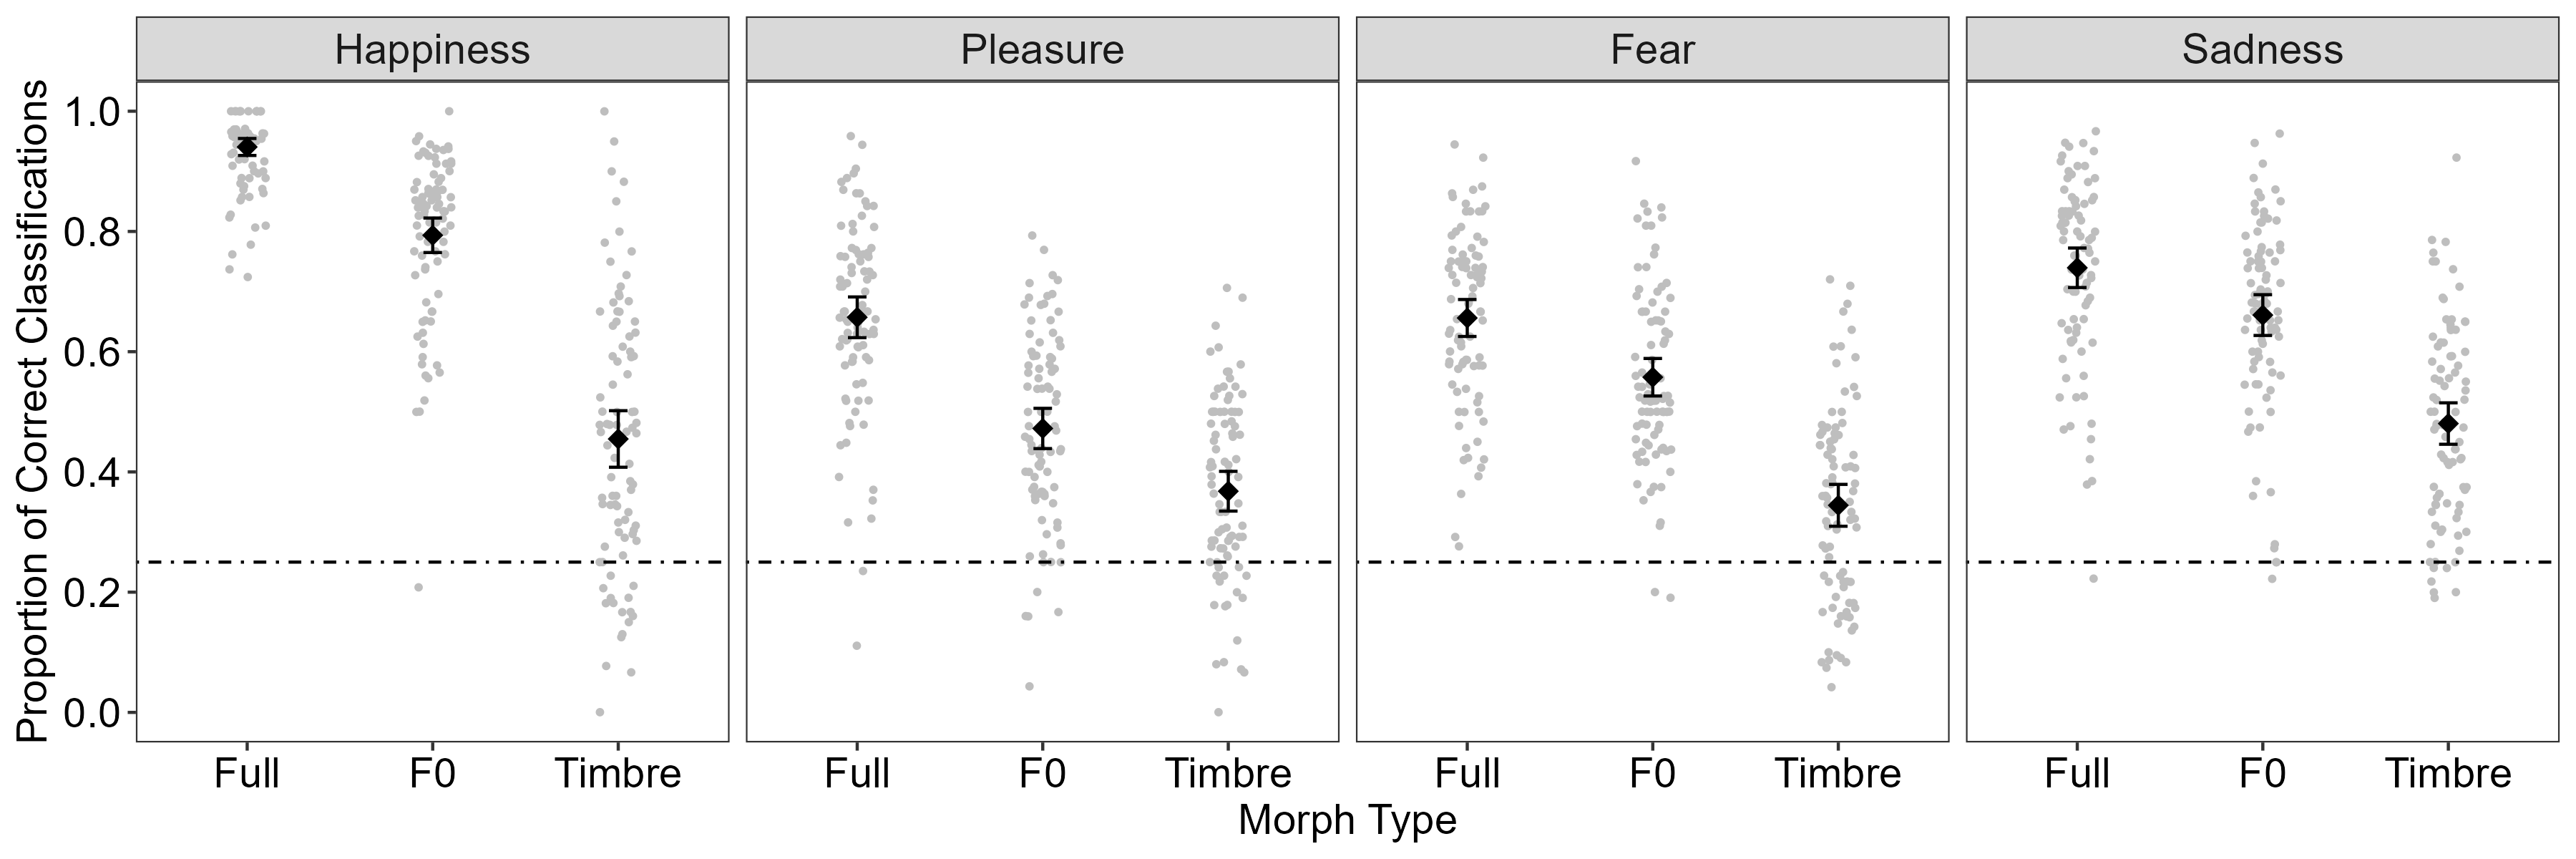 Happiness Pleasure Fear Sadness
Proportion of Correct Classifications
1.0
0.8
0.6
0.4
0.2
0.0
Full F0 Timbre Full F0 Timbre Full F0 Timbre Full F0 Timbre
Morph Type